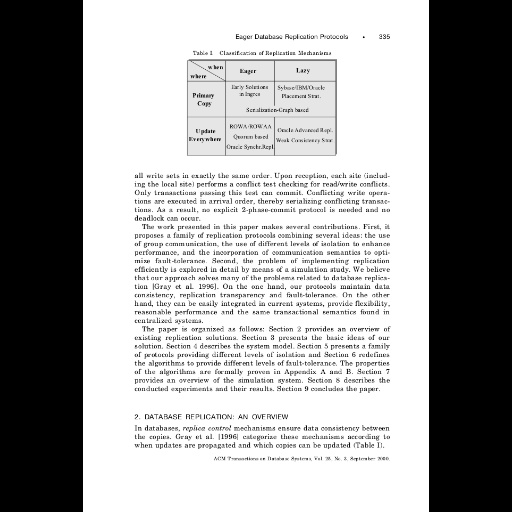 Eager Database Replication Protocols • 335
Table I Classification of Replication Mechanisms
when
where
Eager
Lazy
Primary
Copy
Early Solutions
in Ingres
Sybase/IBM/Oracle
Placement Strat.
Serialization-Graph based
Update
Everywhere
ROWA/ROWAA
Quorum based
Oracle Synchr.Repl.
Oracle Advanced Repl.
Weak Consistency Strat.
all write sets in exactly the same order. Upon reception, each site (includ-
ing the local site) performs a conflict test checking for read/write conflicts.
Only transactions passing this test can commit. Conflicting write opera-
tions are executed in arrival order, thereby serializing conflicting transac-
tions. As a result, no explicit 2-phase-commit protocol is needed and no
deadlock can occur.
The work presented in this paper makes several contributions. First, it
proposes a family of replication protocols combining several ideas: the use
of group communication, the use of different levels of isolation to enhance
performance, and the incorporation of communication semantics to opti-
mize fault-tolerance. Second, the problem of implementing replication
efficiently is explored in detail by means of a simulation study. We believe
that our approach solves many of the problems related to database replica-
tion [Gray et al. 1996]. On the one hand, our protocols maintain data
consistency, replication transparency and fault-tolerance. On the other
hand, they can be easily integrated in current systems, provide flexibility,
reasonable performance and the same transactional semantics found in
centralized systems.
The paper is organized as follows: Section 2 provides an overview of
existing replication solutions. Section 3 presents the basic ideas of our
solution. Section 4 describes the system model. Section 5 presents a family
of protocols providing different levels of isolation and Section 6 redefines
the algorithms to provide different levels of fault-tolerance. The properties
of the algorithms are formally proven in Appendix A and B. Section 7
provides an overview of the simulation system. Section 8 describes the
conducted experiments and their results. Section 9 concludes the paper.
2. DATABASE REPLICATION: AN OVERVIEW
In databases, replica control mechanisms ensure data consistency between
the copies. Gray et al. [1996] categorize these mechanisms according to
when updates are propagated and which copies can be updated (Table I).
ACM Transactions on Database Systems, Vol. 25, No. 3, September 2000.